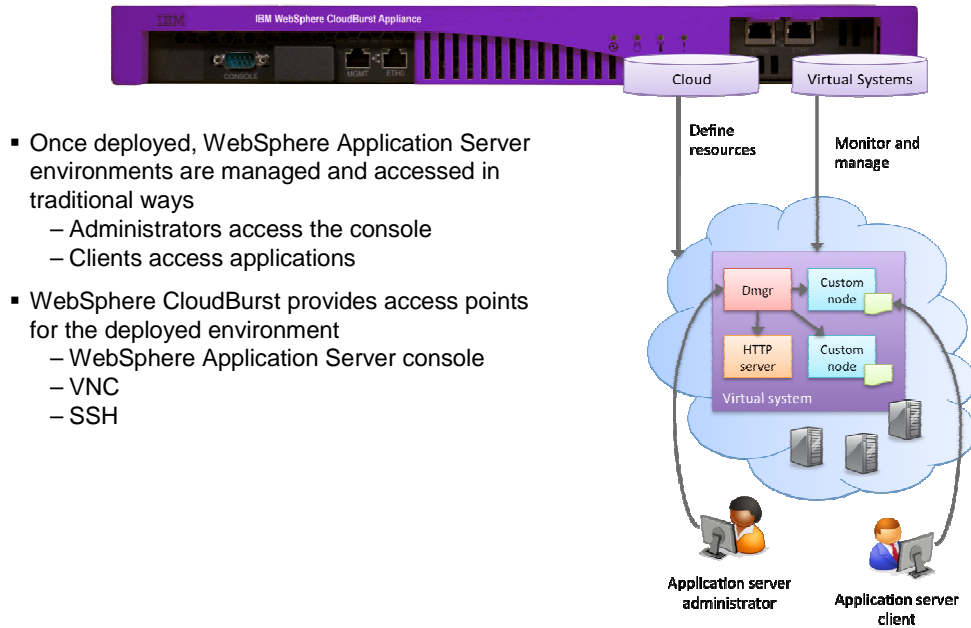 IBM
IBM WebSphere CloudBurst Appliance
CONSOLE
MGMT
ETH0
Cloud
Virtual Systems
Define
resources
Monitor and
manage
▪ Once deployed, WebSphere Application Server
environments are managed and accessed in
traditional ways
– Administrators access the console
– Clients access applications
▪ WebSphere CloudBurst provides access points
for the deployed environment
– WebSphere Application Server console
– VNC
– SSH
Dmgr
Custom
node
HTTP
server
Custom
node
Virtual system
Application server
administrator
Application server
client